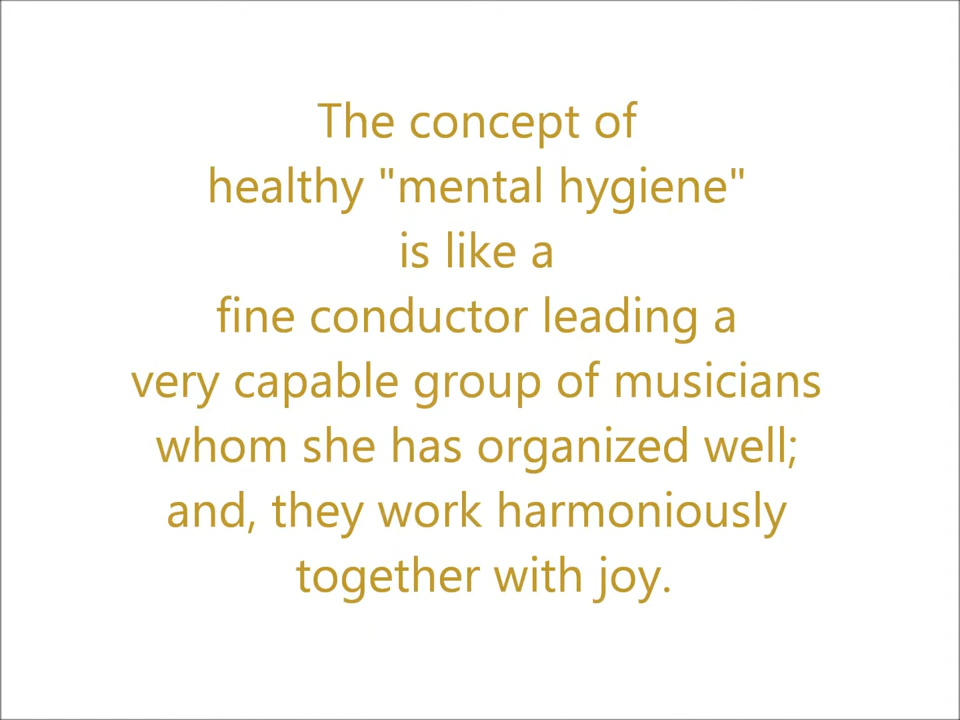 The concept of
healthy "mental hygiene"
is like a
fine conductor leading a
very capable group of musicians
whom she has organized well;
and, they work harmoniously
together with joy.